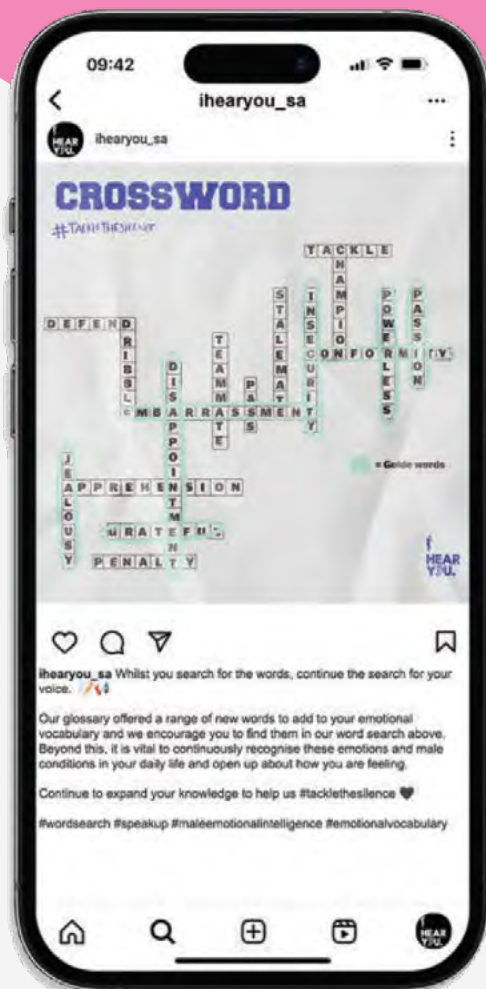 09:42
ihearyou_sa
I HEAR YOU.
ihearyou_sa
CROSSWORD
#TACKLETHESILENCE
TACKLE
CHAMPION
STALEMATE
INSECURITY
POWERLESS
PASSION
DEFEND
DRIBBLE
TEAMMATE
CONFORMITY
DISAPPOINTMENT
PASS
EMBARRASSMENT
JEALOUSY
= Golde words
APPREHENSION
GRATEFUL
PENALTY
I HEAR YOU.
ihearyou_sa Whilst you search for the words, continue the search for your
voice.
Our glossary offered a range of new words to add to your emotional
vocabulary and we encourage you to find them in our word search above.
Beyond this, it is vital to continuously recognise these emotions and male
conditions in your daily life and open up about how you are feeling.
Continue to expand your knowledge to help us #tacklethesilence
#wordsearch #speakup #maleemotionalintelligence #emotionalvocabulary
I HEAR YOU.